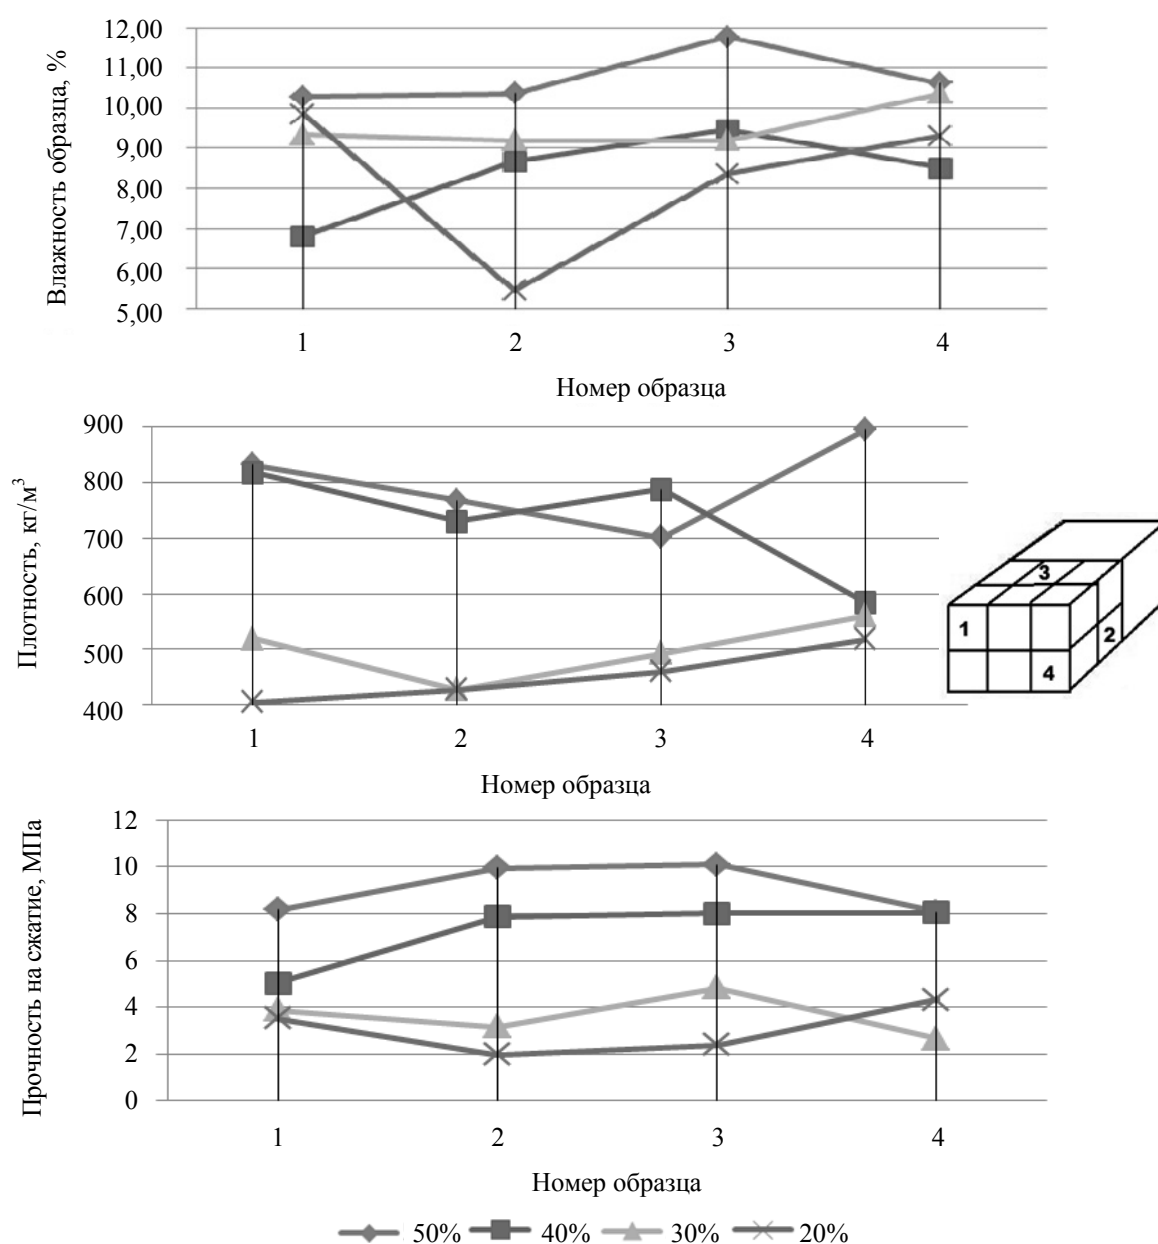 Влажность образца, %
12,00
11,00
10,00
9,00
8,00
7,00
6,00
5,00
1 2 3 4
Номер образца
Плотность, кг/м³
900
800
700
600
500
400
1 2 3 4
Номер образца
3
1
2
4
Прочность на сжатие, МПа
12
10
8
6
4
2
0
1 2 3 4
Номер образца
50% 40% 30% 20%